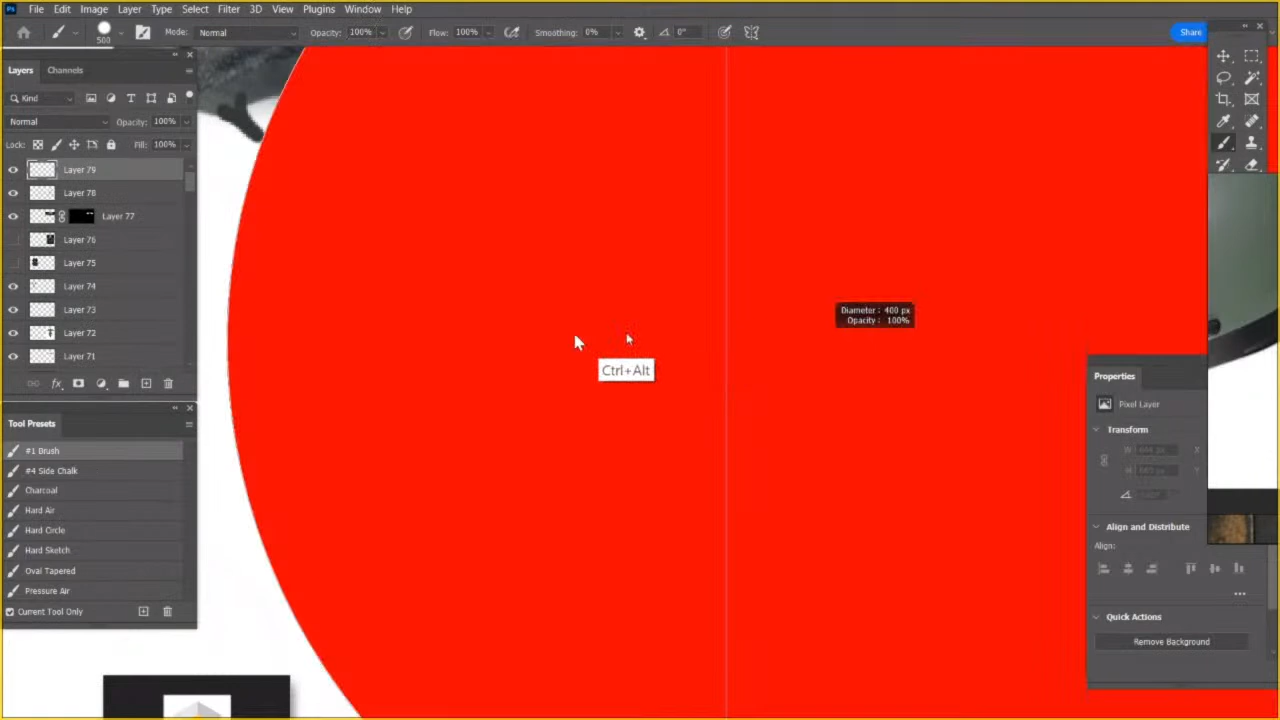 Ps File Edit Image Layer Type Select Filter 3D View Plugins Window Help
500 Mode: Normal Opacity: 100% Flow: 100% Smoothing: 0% 0° Share
Layers Channels
Kind
Normal Opacity: 100%
Lock: Fill: 100%
Layer 79
Layer 78
Layer 77
Layer 76
Layer 75
Layer 74
Layer 73
Layer 72
Layer 71
fx
Tool Presets
#1 Brush
#4 Side Chalk
Charcoal
Hard Air
Hard Circle
Hard Sketch
Oval Tapered
Pressure Air
Current Tool Only
Diameter: 400 px
Opacity: 100%
Ctrl+Alt
Properties
Pixel Layer
Transform
W X
H Y
Align and Distribute
Align:
Quick Actions
Remove Background